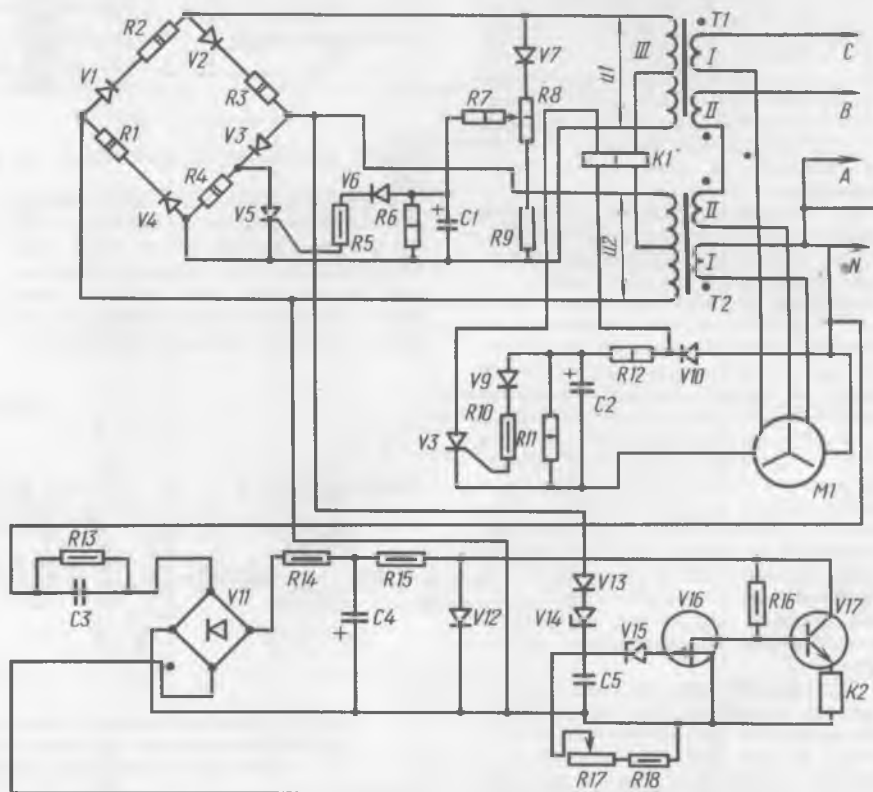 T1
R2
C
V2
III
I
u1
V7
V1
R3
R7
R8
B
II
R1
V3
K1
R4
V6
A
II
V4
V5
R6
C1
R9
R5
u2
I
N
T2
V9
R12
V10
C2
R10
V3
R11
M1
R13
R14
R15
V13
V16
R16
V17
C3
V11
C4
V12
V14
V15
C5
K2
R17
R18